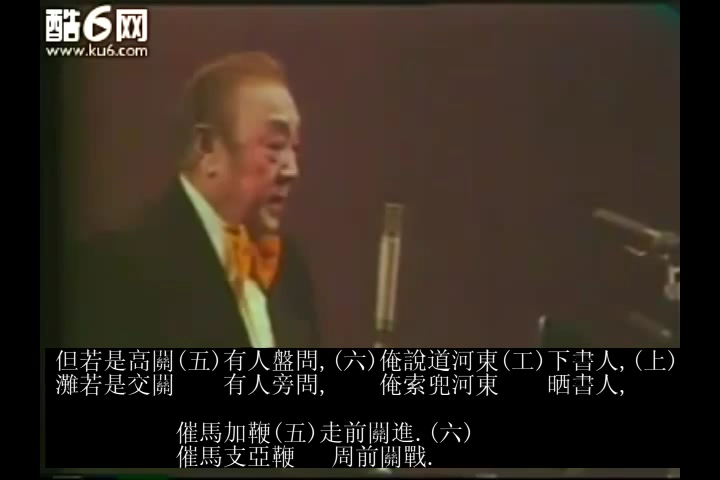 酷6网
www.ku6.com
但若是高關(五)有人盤問,(六)俺說道河東(工)下書人,(上)
灘若是交關 有人旁問, 俺索兜河東 晒書人,
催馬加鞭(五)走前關進.(六)
催馬支亞鞭 周前關戰.